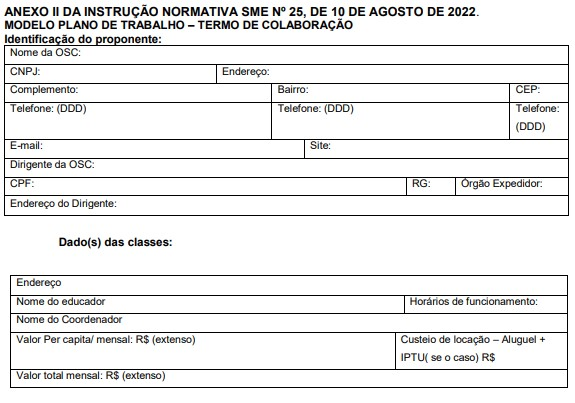 ANEXO II DA INSTRUÇÃO NORMATIVA SME Nº 25, DE 10 DE AGOSTO DE 2022.
MODELO PLANO DE TRABALHO – TERMO DE COLABORAÇÃO
Identificação do proponente:
Nome da OSC:
CNPJ: Endereço:
Complemento: Bairro: CEP:
Telefone: (DDD) Telefone: (DDD) Telefone:
(DDD)
E-mail: Site:
Dirigente da OSC:
CPF: RG: Órgão Expedidor:
Endereço do Dirigente:
Dado(s) das classes:
Endereço
Nome do educador Horários de funcionamento:
Nome do Coordenador
Valor Per capita/ mensal: R$ (extenso) Custeio de locação – Aluguel +
IPTU( se o caso) R$
Valor total mensal: R$ (extenso)